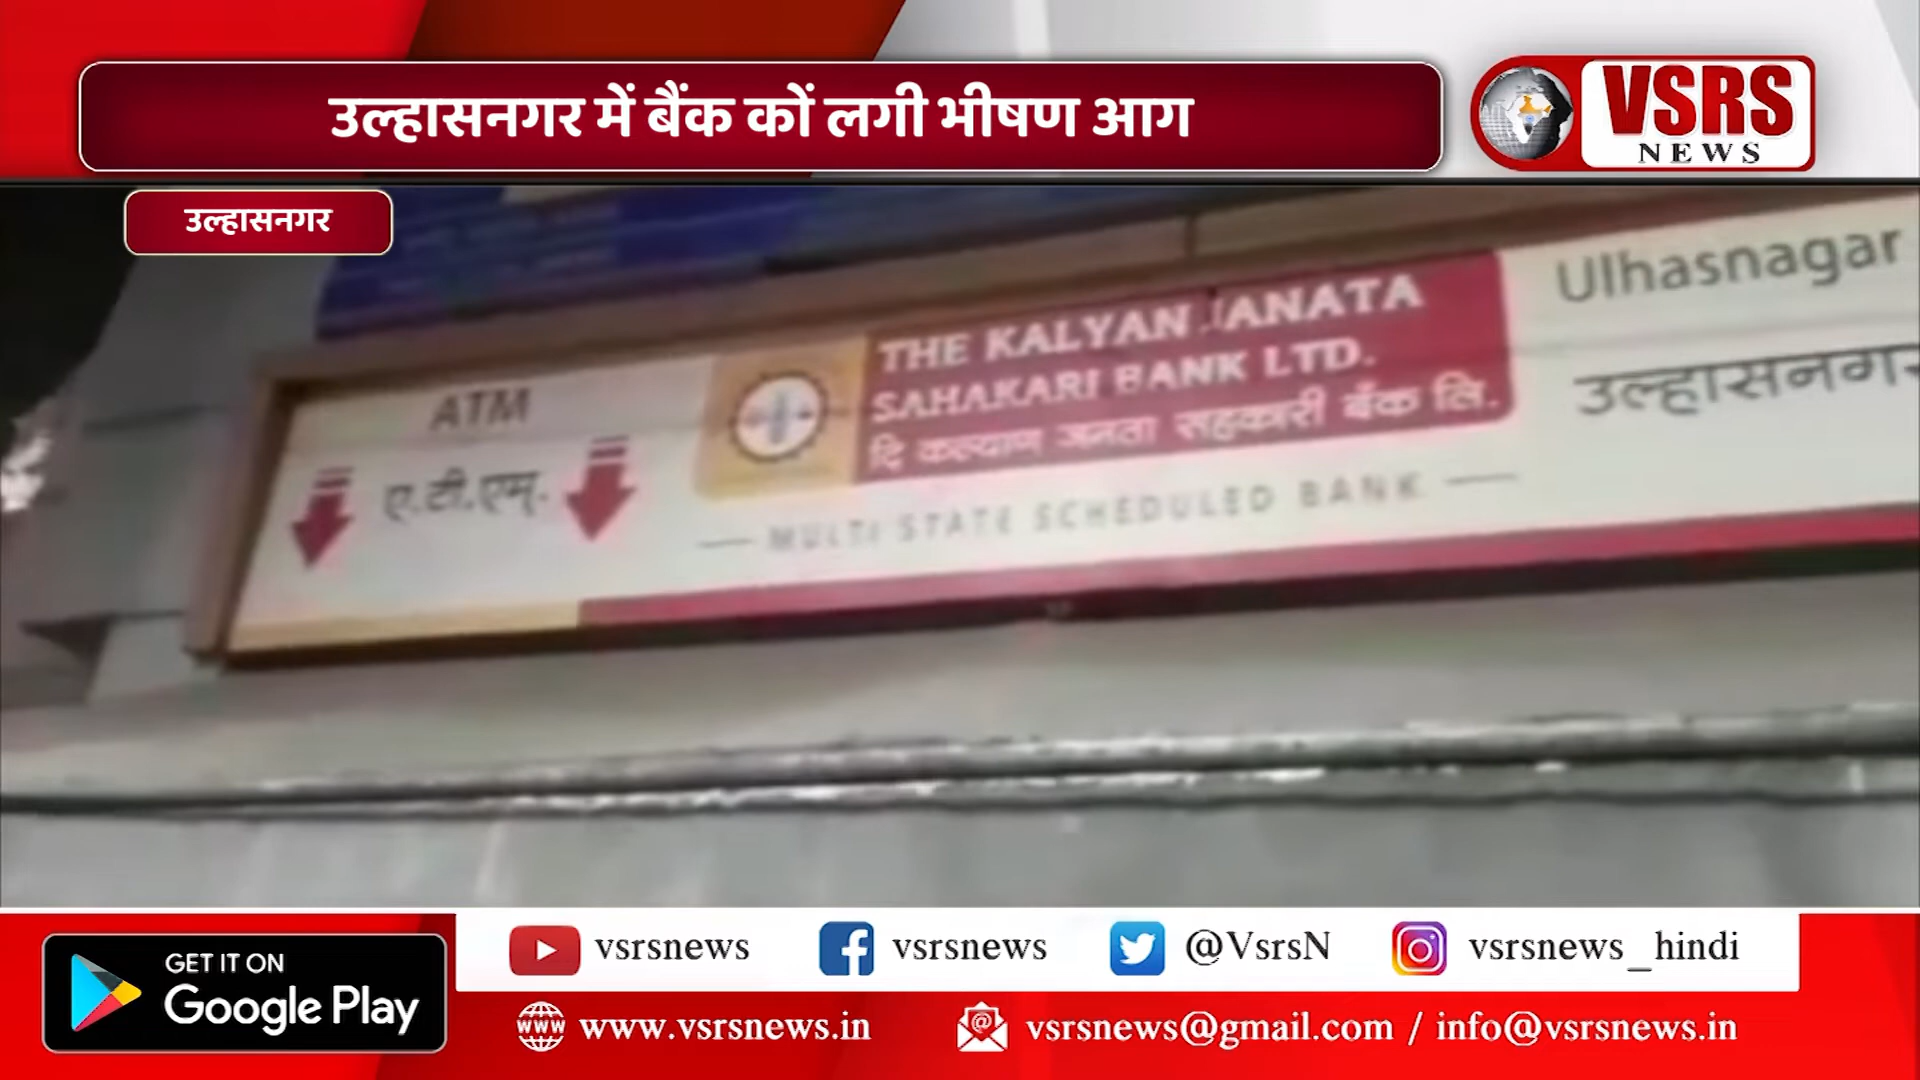 उल्हासनगर में बैंक कों लगी भीषण आग
VSRS
NEWS
उल्हासनगर
Ulhasnagar
THE KALYAN JANATA
SAHAKARI BANK LTD.
दि कल्याण जनता सहकारी बँक लि.
उल्हासनगर
ATM
ए.टी.एम्.
MULTI STATE SCHEDULED BANK
GET IT ON
Google Play
vsrsnews
vsrsnews
@VsrsN
vsrsnews_hindi
www
www.vsrsnews.in
vsrsnews@gmail.com / info@vsrsnews.in